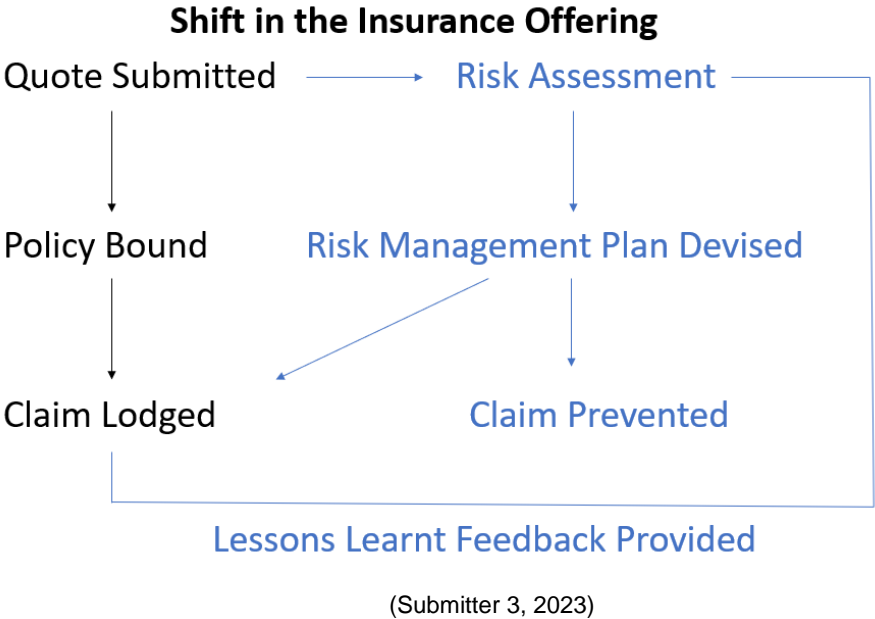 Shift in the Insurance Offering
Quote Submitted
Risk Assessment
Policy Bound
Risk Management Plan Devised
Claim Lodged
Claim Prevented
Lessons Learnt Feedback Provided
(Submitter 3, 2023)